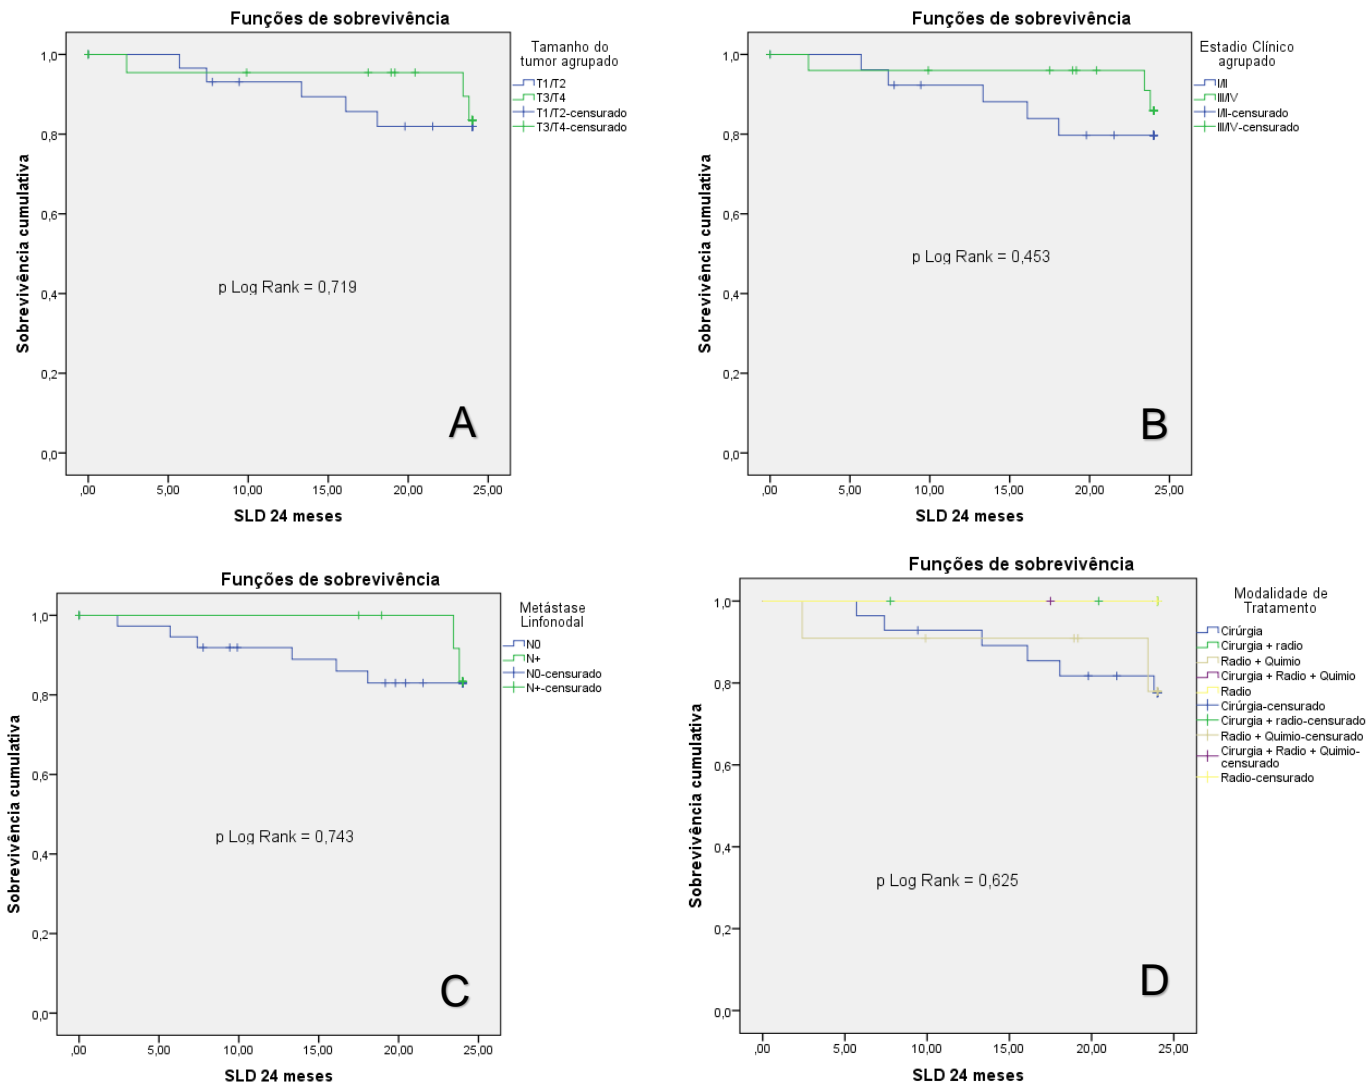 Funções de sobrevivência
Tamanho do
tumor agrupado
T1/T2
T3/T4
T1/T2-censurado
T3/T4-censurado
Sobrevivência cumulativa
1,0
0,8
0,6
0,4
0,2
0,0
p Log Rank = 0,719
A
,00
5,00
10,00
15,00
20,00
25,00
SLD 24 meses
Funções de sobrevivência
Estadio Clínico
agrupado
I/II
III/IV
I/II-censurado
III/IV-censurado
Sobrevivência cumulativa
1,0
0,8
0,6
0,4
0,2
0,0
p Log Rank = 0,453
B
,00
5,00
10,00
15,00
20,00
25,00
SLD 24 meses
Funções de sobrevivência
Metástase
Linfonodal
N0
N+
N0-censurado
N+-censurado
Sobrevivência cumulativa
1,0
0,8
0,6
0,4
0,2
0,0
p Log Rank = 0,743
C
,00
5,00
10,00
15,00
20,00
25,00
SLD 24 meses
Funções de sobrevivência
Modalidade de
Tratamento
Cirúrgia
Cirurgia + radio
Radio + Quimio
Cirurgia + Radio + Quimio
Radio
Cirúrgia-censurado
Cirurgia + radio-censurado
Radio + Quimio-censurado
Cirurgia + Radio + Quimio-
censurado
Radio-censurado
Sobrevivência cumulativa
1,0
0,8
0,6
0,4
0,2
0,0
p Log Rank = 0,625
D
,00
5,00
10,00
15,00
20,00
25,00
SLD 24 meses